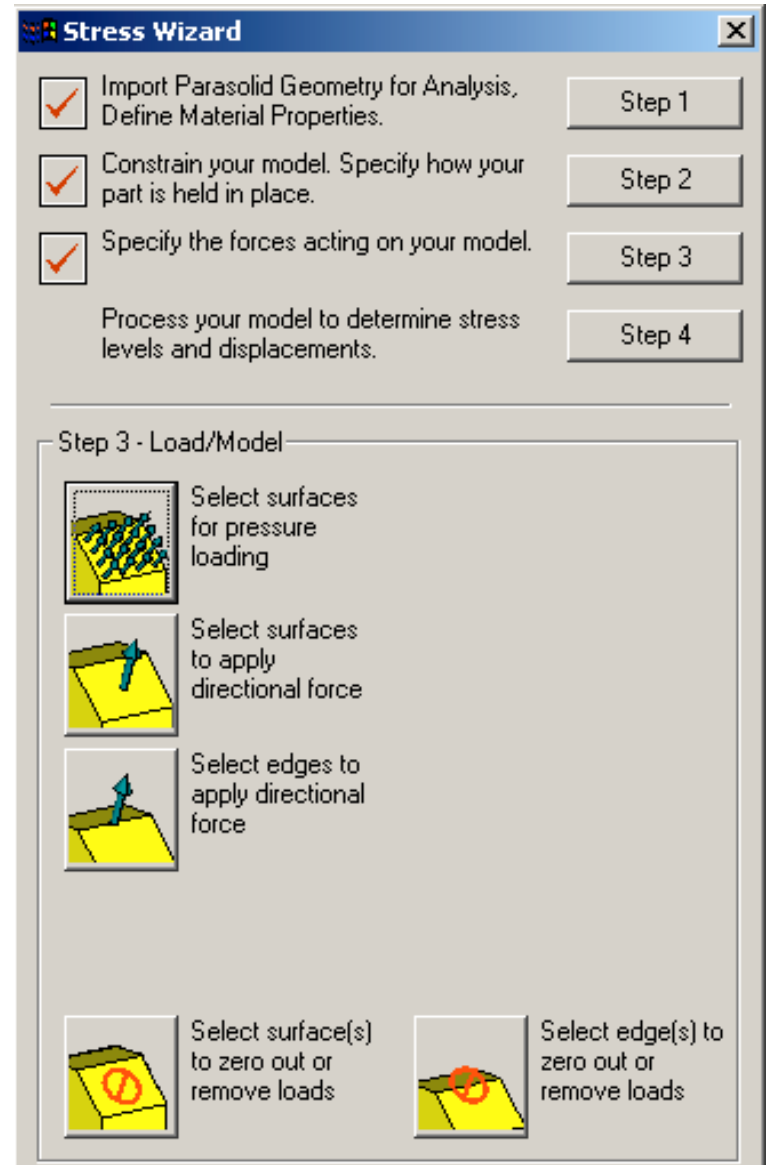 Stress Wizard
Import Parasolid Geometry for Analysis,
Define Material Properties.
Step 1
Constrain your model. Specify how your
part is held in place.
Step 2
Specify the forces acting on your model.
Step 3
Process your model to determine stress
levels and displacements.
Step 4
Step 3 - Load/Model
Select surfaces
for pressure
loading
Select surfaces
to apply
directional force
Select edges to
apply directional
force
Select surface(s)
to zero out or
remove loads
Select edge(s) to
zero out or
remove loads